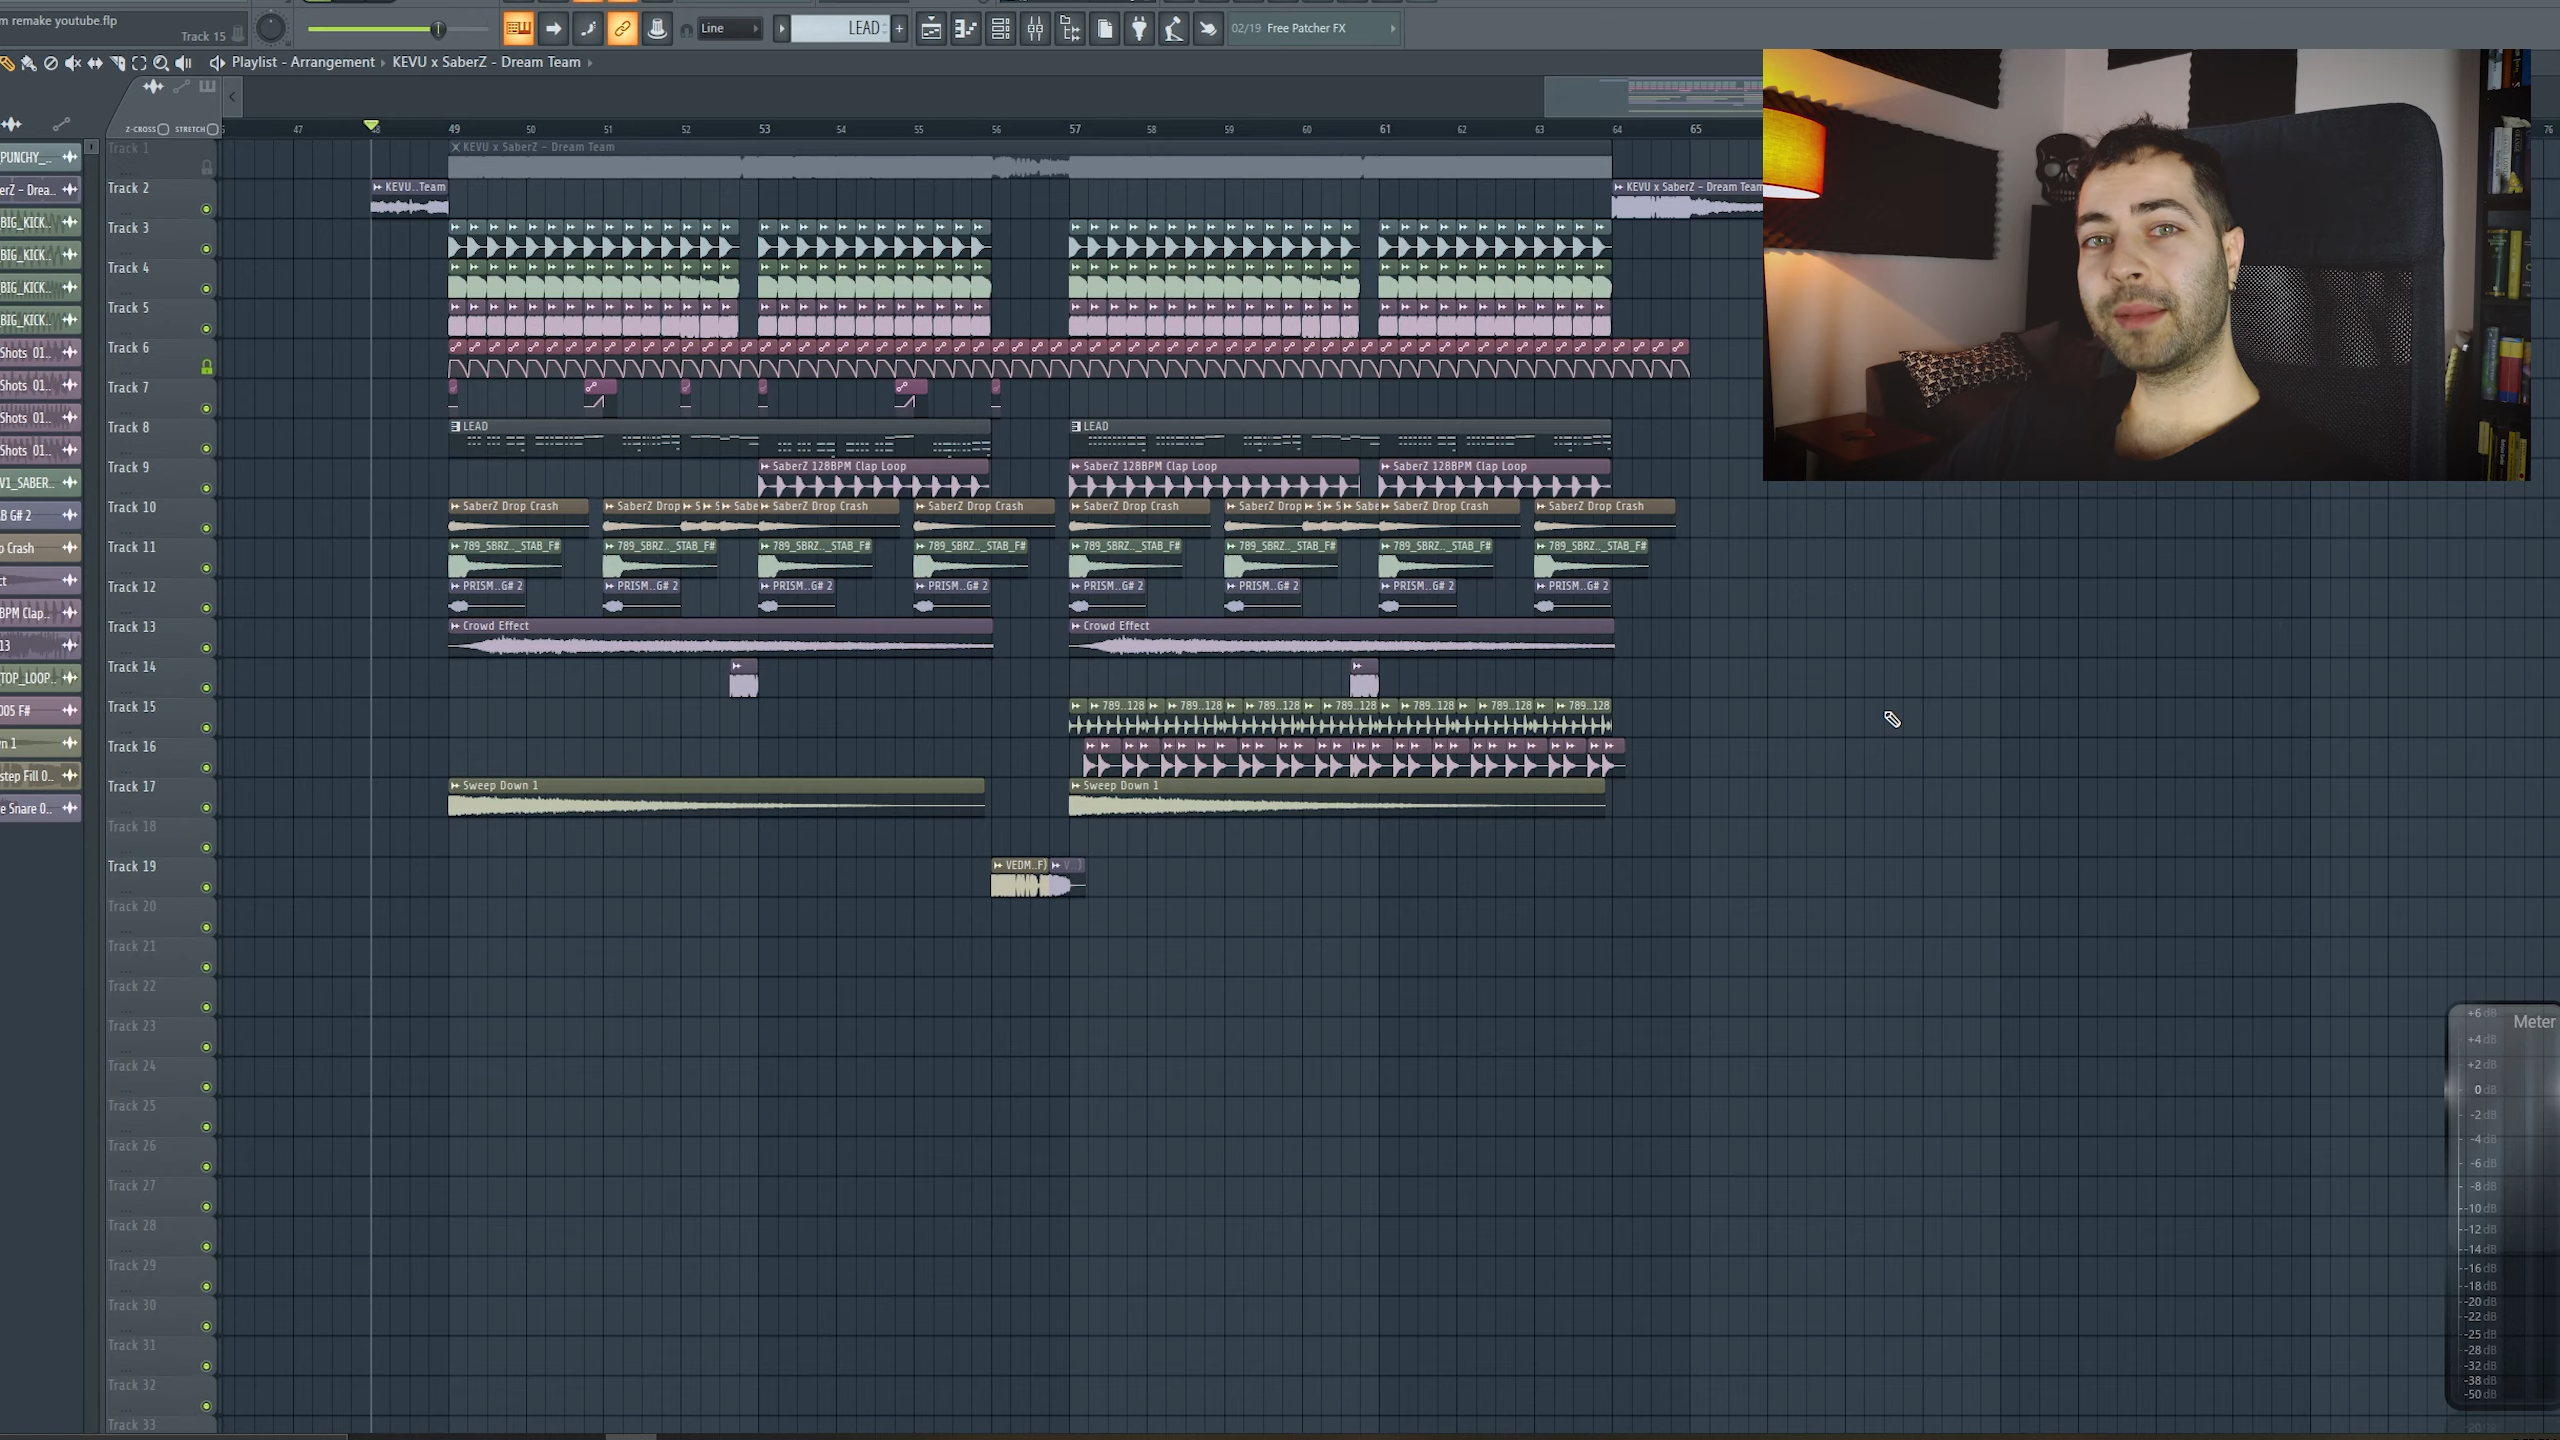 m remake youtube.flp
Track 15
Line
LEAD
02/19 Free Patcher FX
Playlist - Arrangement KEVU x SaberZ - Dream Team
Z-CROSS STRETCH
47 48 49 50 51 52 53 54 55 56 57 58 59 60 61 62 63 64 65 76
PUNCHY_..
erZ - Drea..
BIG_KICK..
BIG_KICK..
BIG_KICK..
BIG_KICK..
Shots 01..
Shots 01..
Shots 01..
Shots 01..
V1_SABER..
B G# 2
p Crash
ct
BPM Clap..
13
TOP_LOOP..
005 F#
wn 1
step Fill 0..
e Snare 0..
Track 1
KEVU x SaberZ - Dream Team
Track 2
KEVU..Team
KEVU x SaberZ - Dream Team
Track 3
Track 4
Track 5
Track 6
Track 7
Track 8
LEAD LEAD
Track 9
SaberZ 128BPM Clap Loop SaberZ 128BPM Clap Loop SaberZ 128BPM Clap Loop
Track 10
SaberZ Drop Crash SaberZ Drop S S Sabe SaberZ Drop Crash SaberZ Drop Crash SaberZ Drop Crash SaberZ Drop S S Sabe SaberZ Drop Crash SaberZ Drop Crash
Track 11
789_SBRZ.._STAB_F# 789_SBRZ.._STAB_F# 789_SBRZ.._STAB_F# 789_SBRZ.._STAB_F# 789_SBRZ.._STAB_F# 789_SBRZ.._STAB_F# 789_SBRZ.._STAB_F# 789_SBRZ.._STAB_F#
Track 12
PRISM..G# 2 PRISM..G# 2 PRISM..G# 2 PRISM..G# 2 PRISM..G# 2 PRISM..G# 2 PRISM..G# 2 PRISM..G# 2
Track 13
Crowd Effect Crowd Effect
Track 14
Track 15
789..128 789..128 789..128 789..128 789..128 789..128 789..128
Track 16
Track 17
Sweep Down 1 Sweep Down 1
Track 18
Track 19
VEDM..F) V..)
Track 20
Track 21
Track 22
Track 23
Track 24
Track 25
Track 26
Track 27
Track 28
Track 29
Track 30
Track 31
Track 32
Track 33
Meter
+6 dB
+4 dB
+2 dB
0 dB
-2 dB
-4 dB
-6 dB
-8 dB
-10 dB
-12 dB
-14 dB
-16 dB
-18 dB
-20 dB
-22 dB
-25 dB
-28 dB
-32 dB
-38 dB
-50 dB